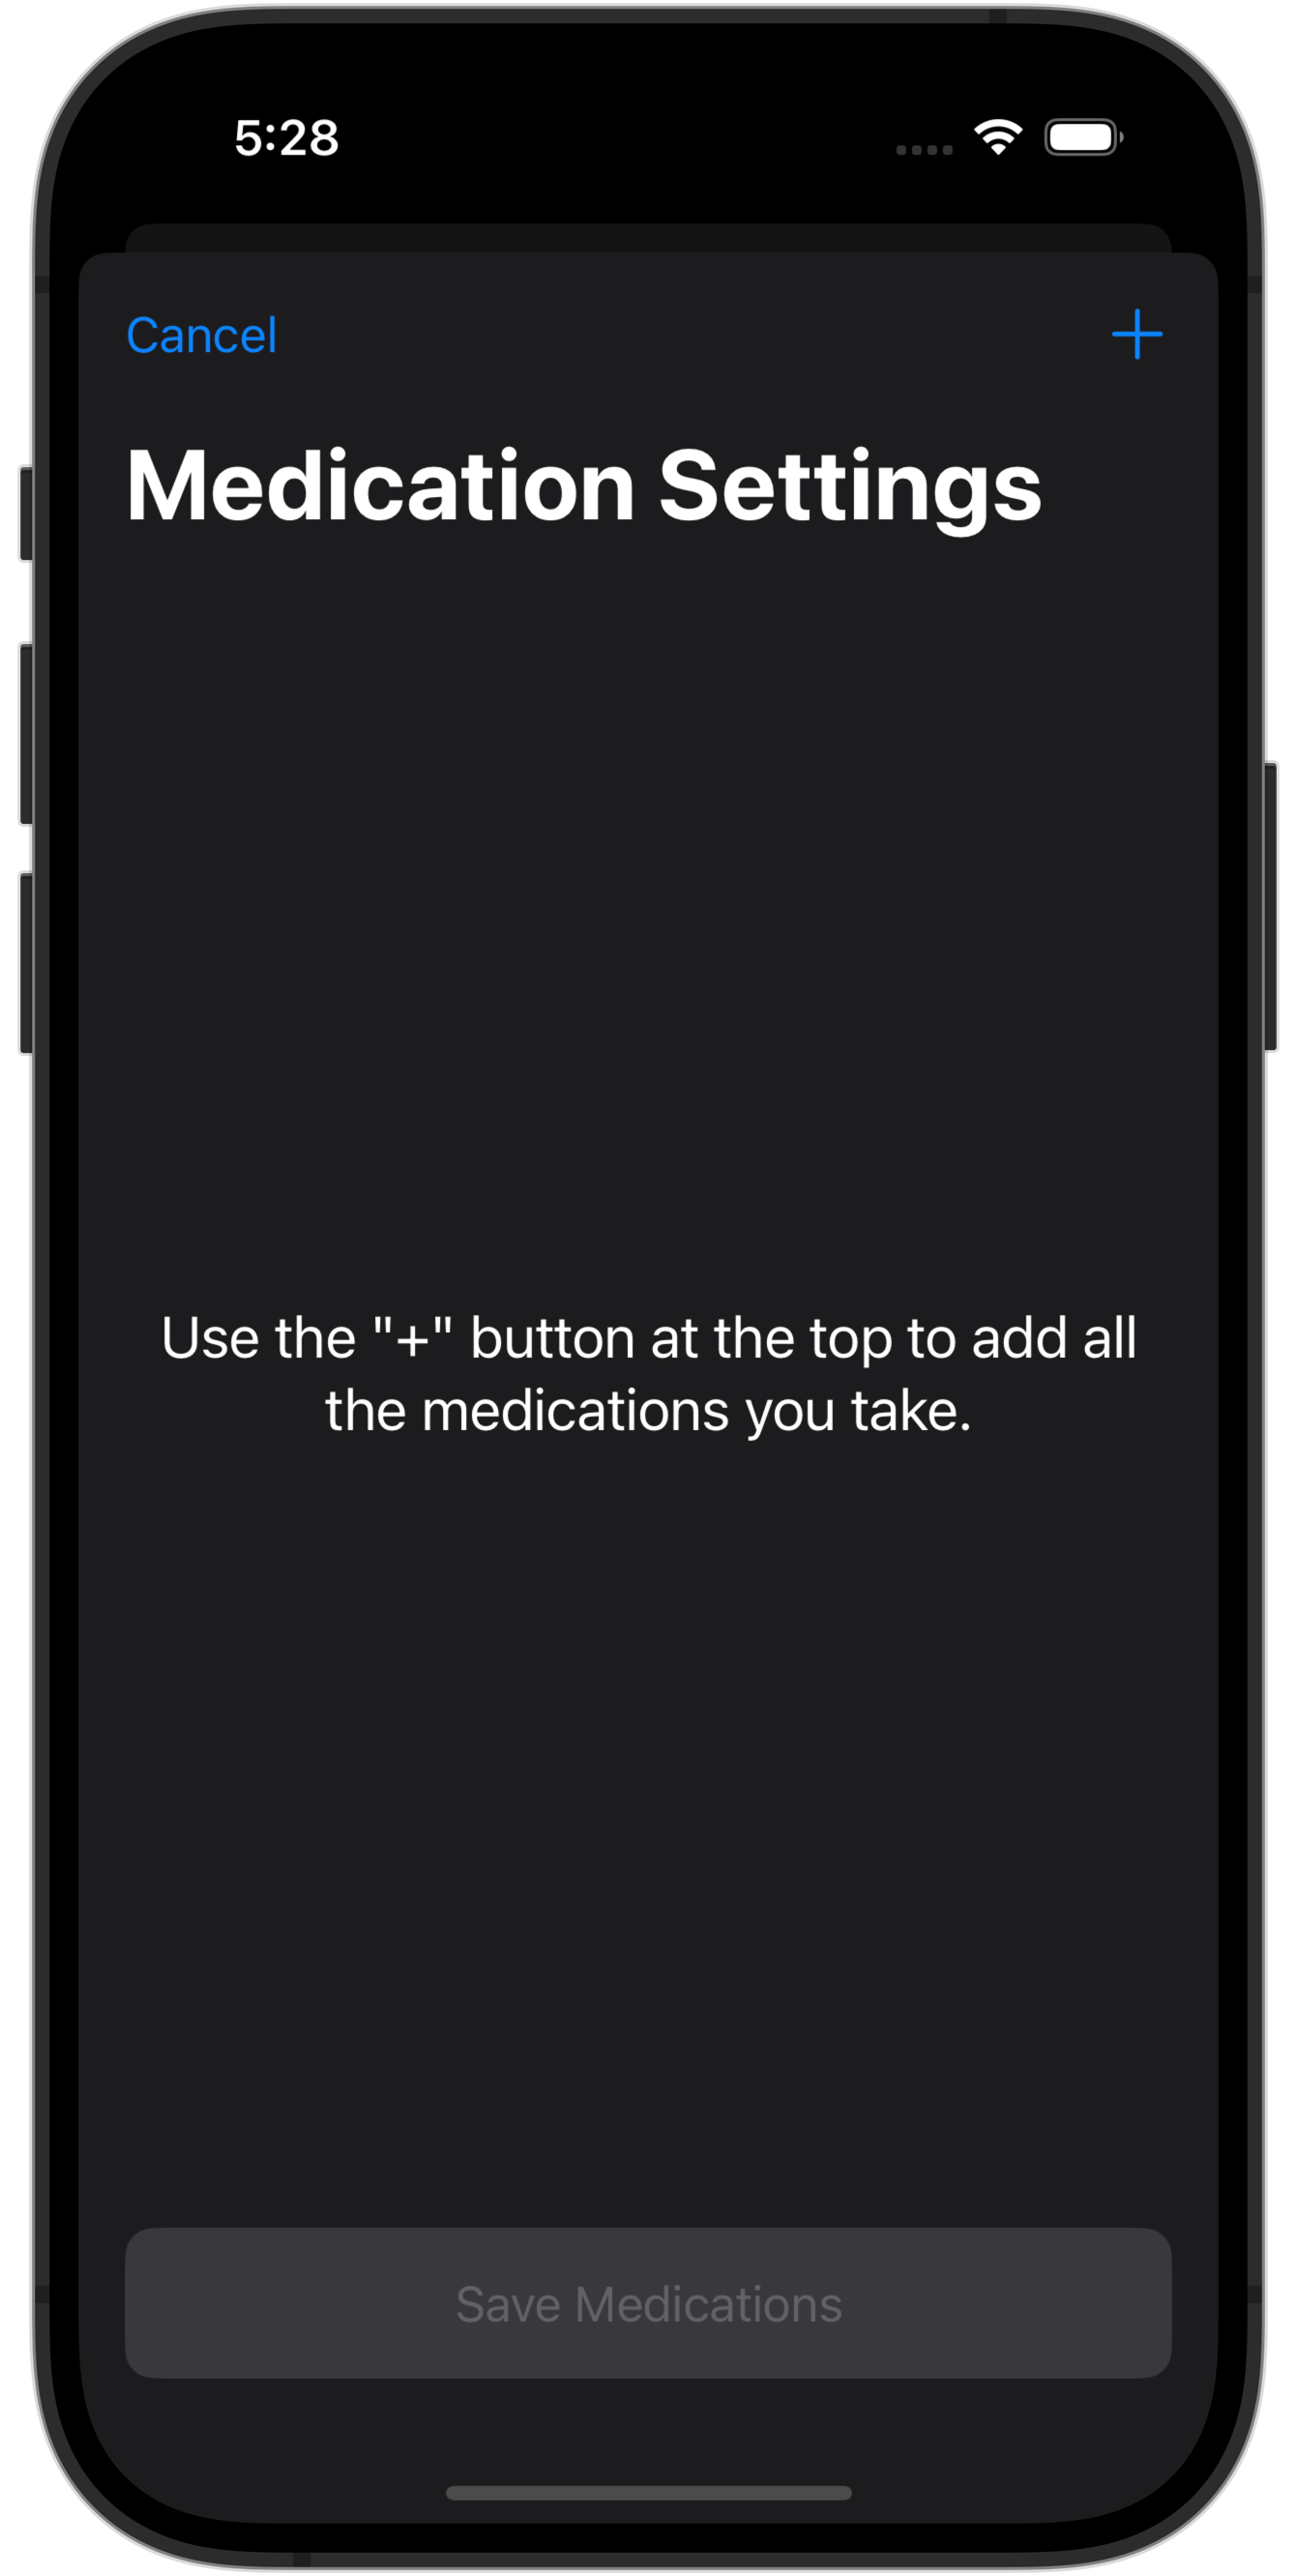 5:28
Cancel
Medication Settings
Use the "+" button at the top to add all
the medications you take.
Save Medications